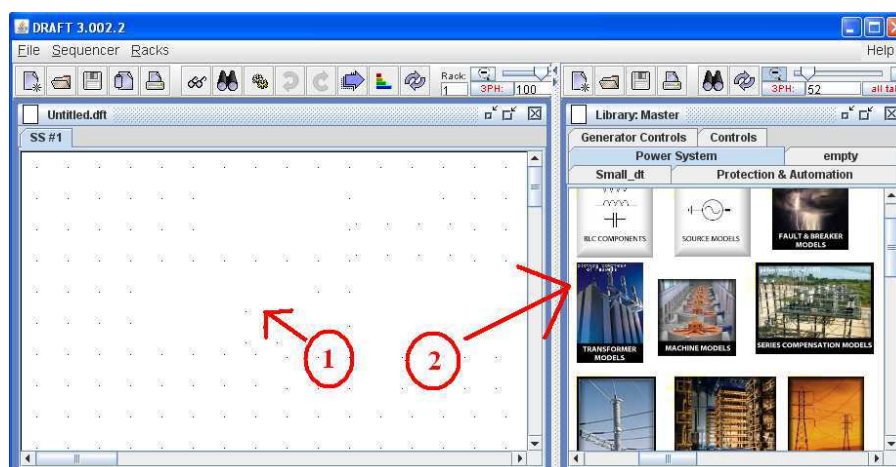 DRAFT 3.002.2
File Sequencer Racks Help
Rack:
1 3PH: 100
3PH: 52 all tal
Untitled.dft
Library: Master
SS #1
Generator Controls Controls
Power System empty
Small_dt Protection & Automation
RLC COMPONENTS
SOURCE MODELS
FAULT & BREAKER
MODELS
TRANSFORMER
MODELS
MACHINE MODELS
SERIES COMPENSATION MODELS
1
2